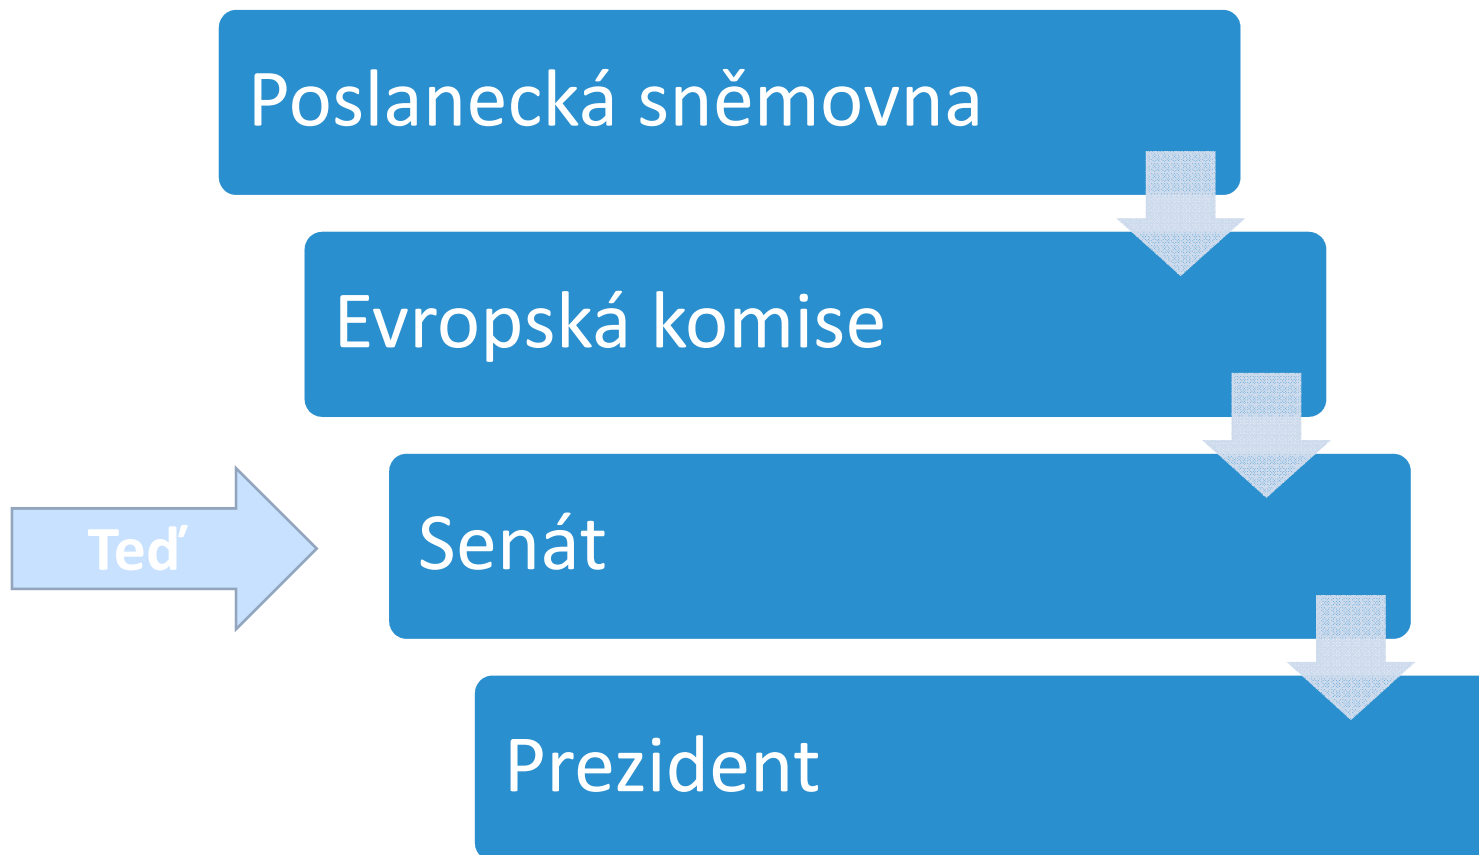 Poslanecká sněmovna
Evropská komise
Teď
Senát
Prezident